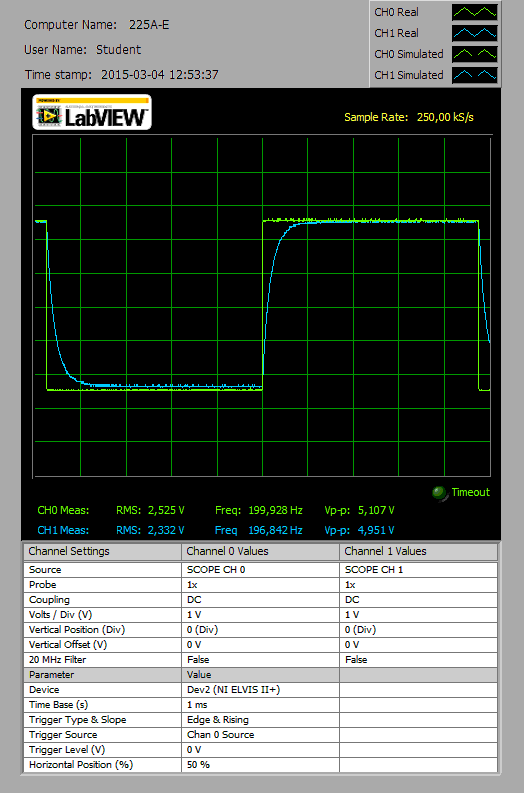 Computer Name: 225A-E
User Name: Student
Time stamp: 2015-03-04 12:53:37
CH0 Real
CH1 Real
CH0 Simulated
CH1 Simulated
LabVIEW
Sample Rate: 250,00 kS/s
Timeout
CH0 Meas: RMS: 2,525 V Freq: 199,928 Hz Vp-p: 5,107 V
CH1 Meas: RMS: 2,332 V Freq 196,842 Hz Vp-p: 4,951 V
Channel Settings Channel 0 Values Channel 1 Values
Source SCOPE CH 0 SCOPE CH 1
Probe 1x 1x
Coupling DC DC
Volts / Div (V) 1 V 1 V
Vertical Position (Div) 0 (Div) 0 (Div)
Vertical Offset (V) 0 V 0 V
20 MHz Filter False False
Parameter Value
Device Dev2 (NI ELVIS II+)
Time Base (s) 1 ms
Trigger Type & Slope Edge & Rising
Trigger Source Chan 0 Source
Trigger Level (V) 0 V
Horizontal Position (%) 50 %